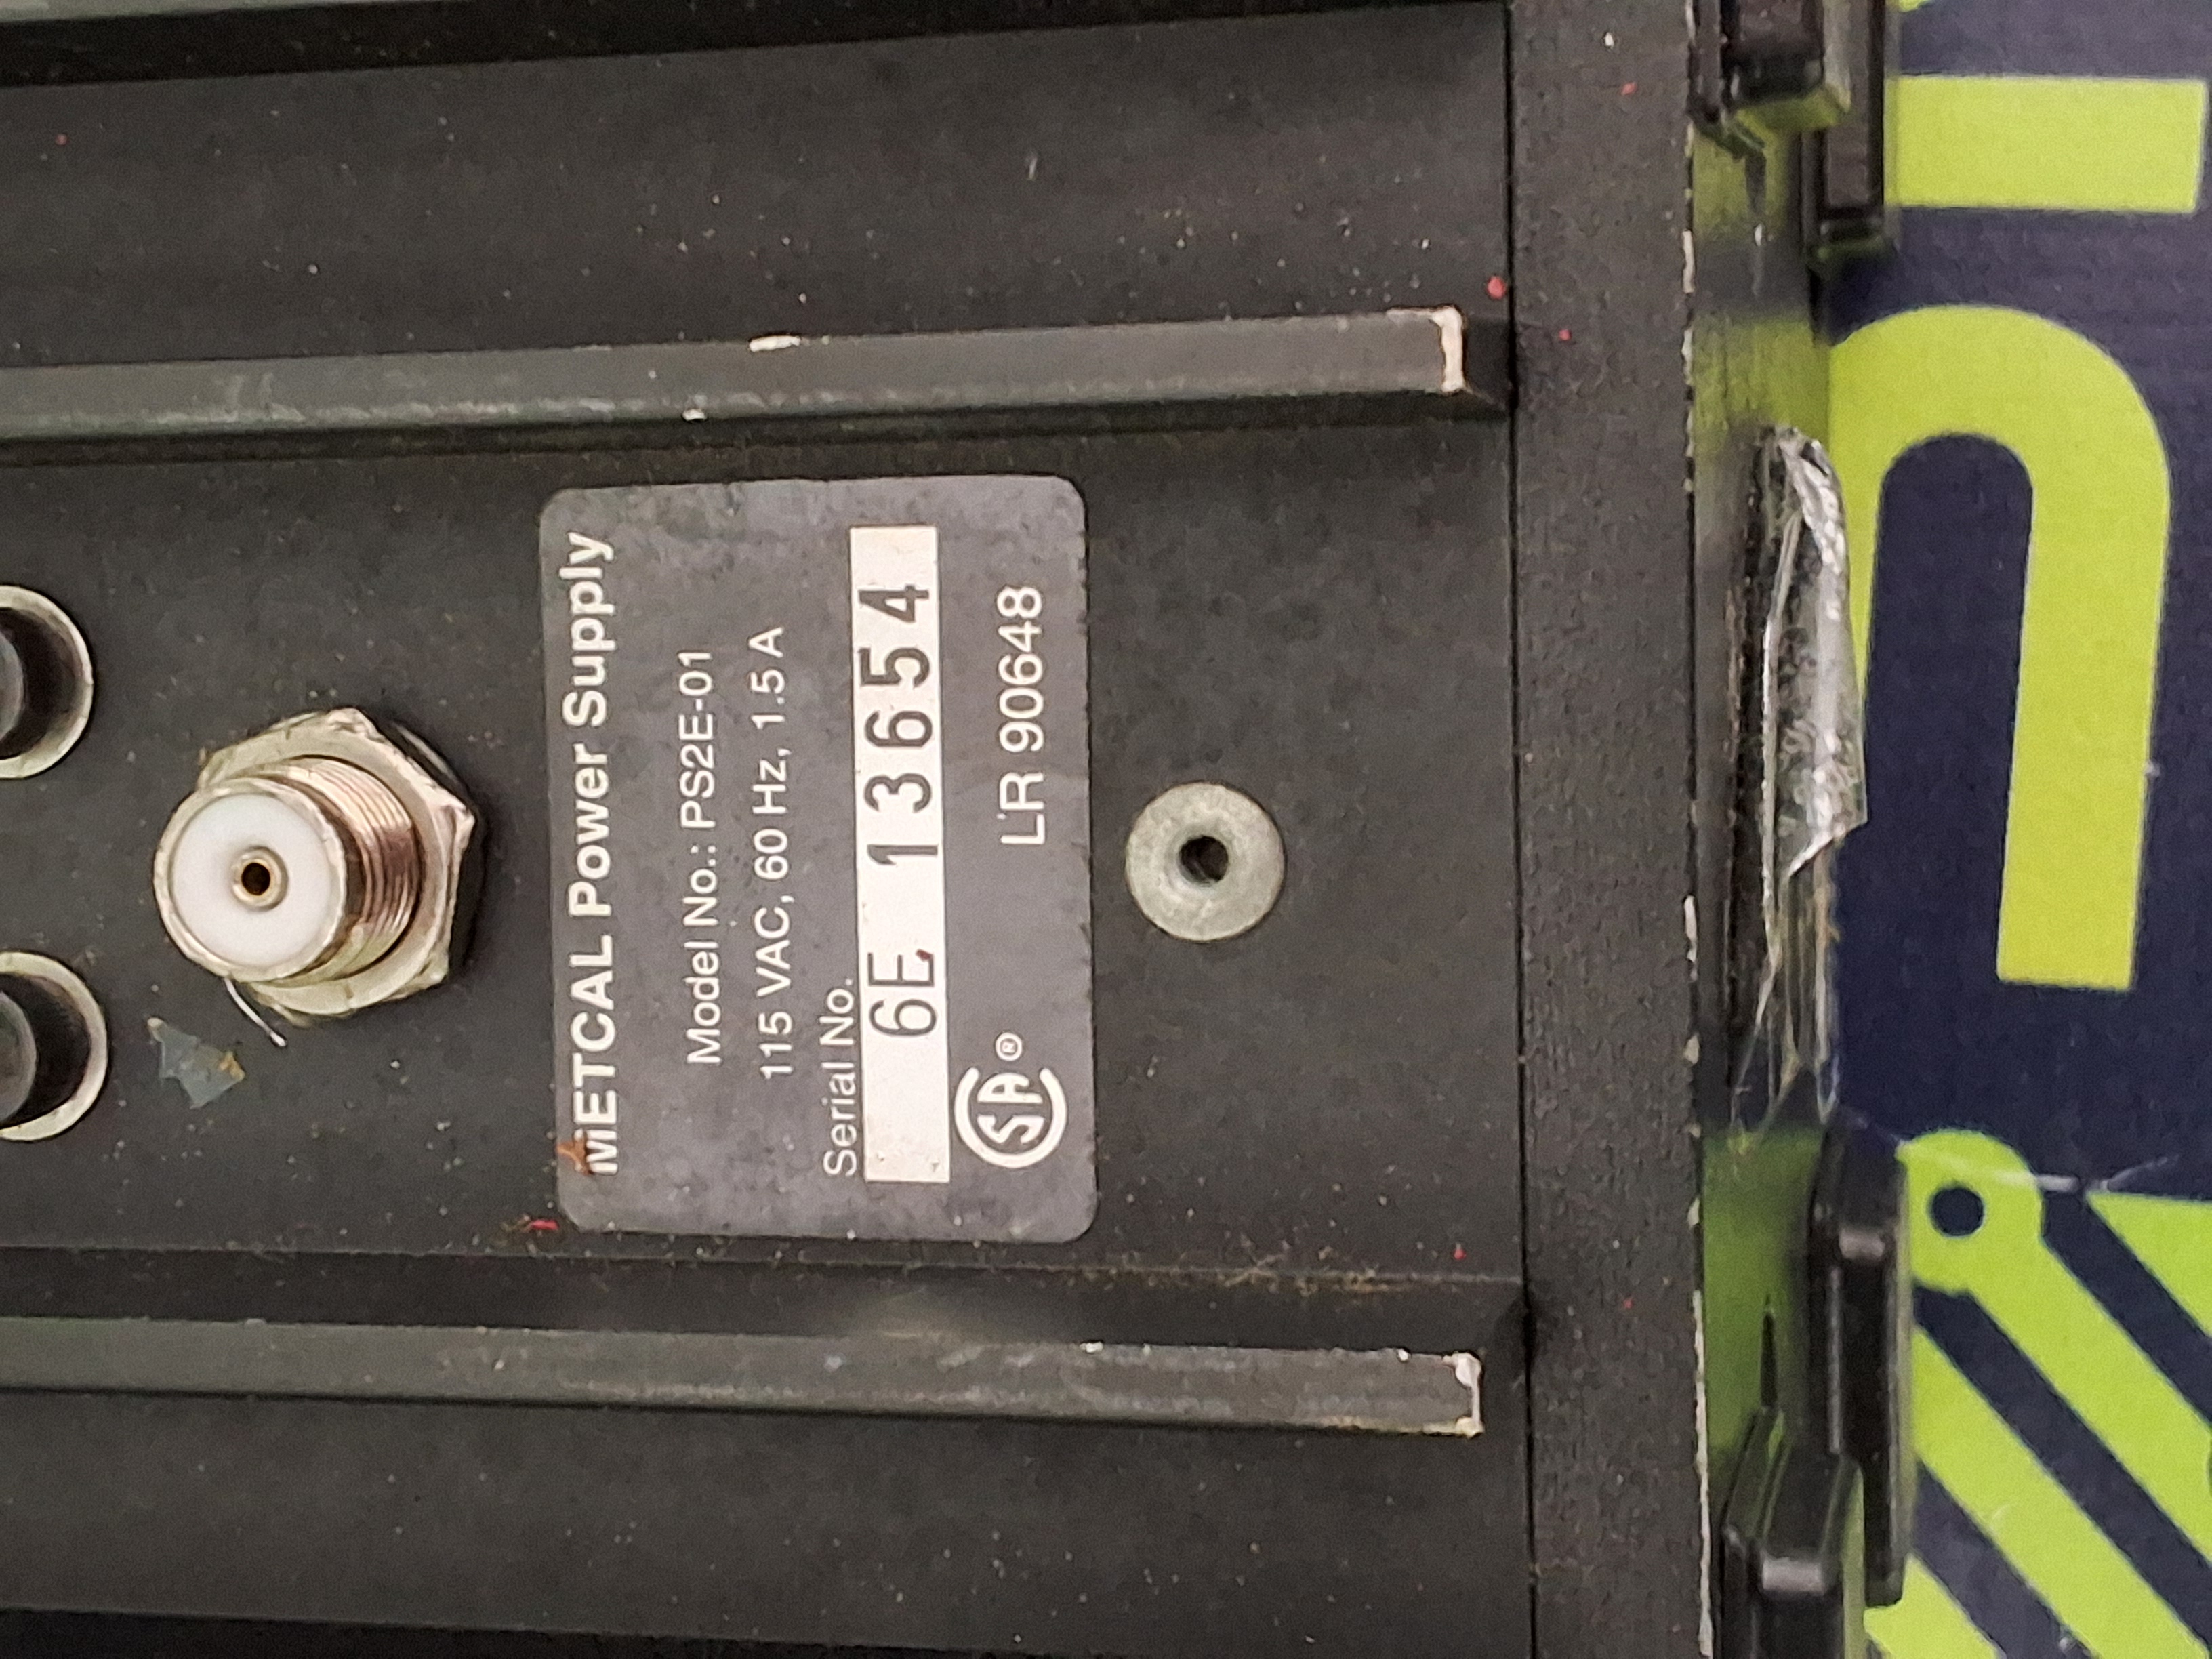 METCAL Power Supply
Model No.: PS2E-01
115 VAC, 60 Hz, 1.5 A
Serial No.
6E 13654
SA ® LR 90648